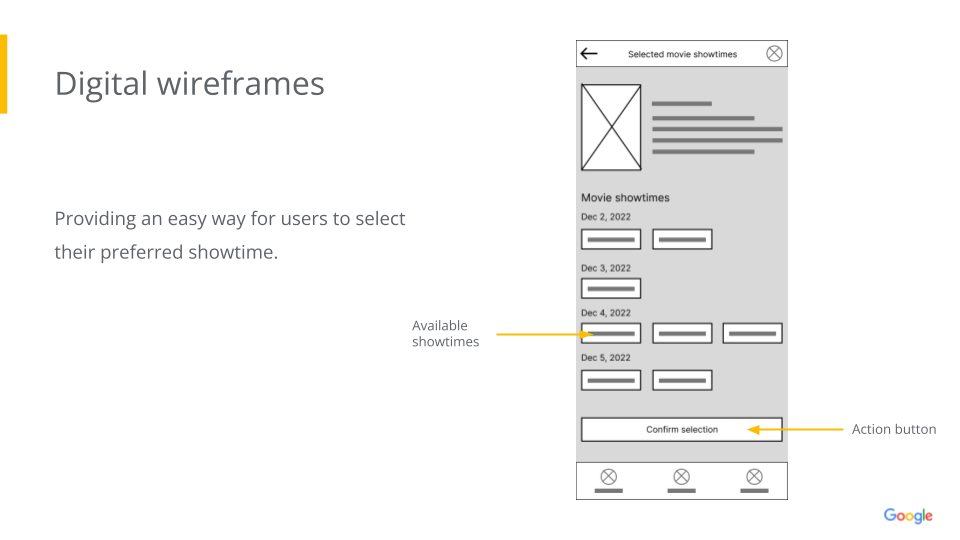 Digital wireframes
Providing an easy way for users to select
their preferred showtime.
Selected movie showtimes
Movie showtimes
Dec 2, 2022
Dec 3, 2022
Dec 4, 2022
Dec 5, 2022
Confirm selection
Available
showtimes
Action button
Google